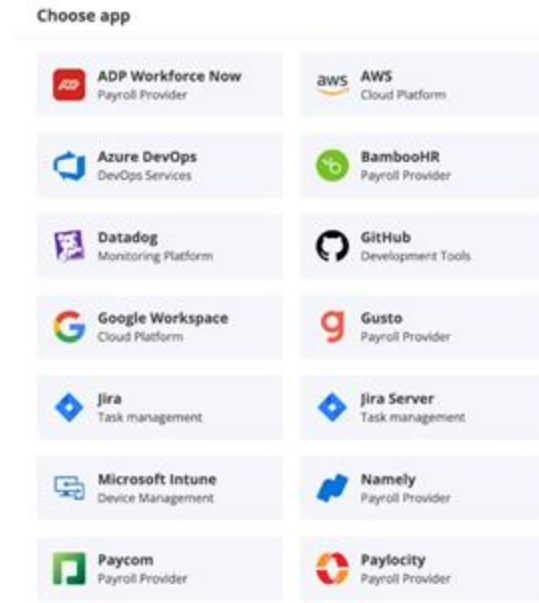 Choose app
ADP Workforce Now
Payroll Provider
aws
AWS
Cloud Platform
Azure DevOps
DevOps Services
BambooHR
Payroll Provider
Datadog
Monitoring Platform
GitHub
Development Tools
Google Workspace
Cloud Platform
Gusto
Payroll Provider
Jira
Task management
Jira Server
Task management
Microsoft Intune
Device Management
Namely
Payroll Provider
Paycom
Payroll Provider
Paylocity
Payroll Provider